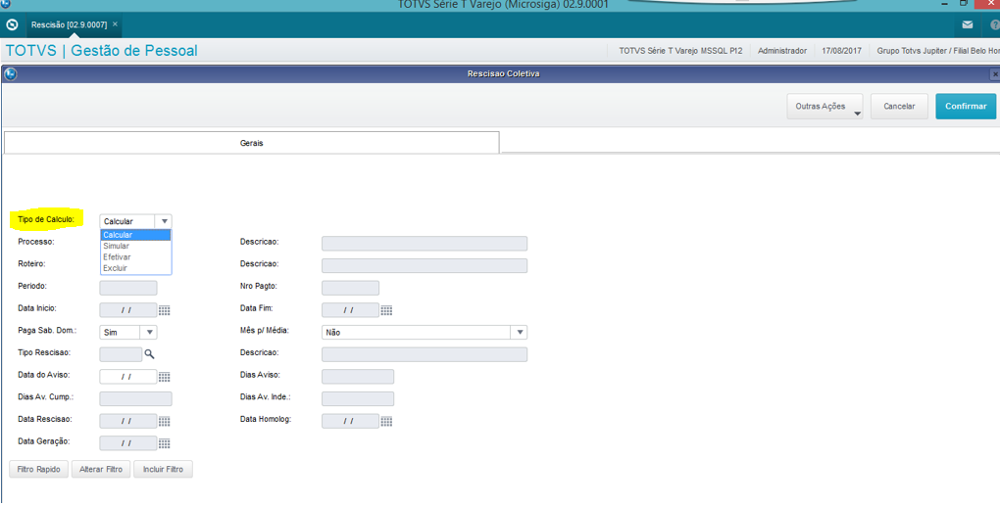 TOTVS Série T Varejo (Microsiga) 02.9.0001
Rescisão [02.9.0007] ×
TOTVS | Gestão de Pessoal
TOTVS Série T Varejo MSSQL P12 Administrador 17/08/2017 Grupo Totvs Jupiter / Filial Belo Hor
Rescisao Coletiva
Outras Ações Cancelar Confirmar
Gerais
Tipo de Calculo: Calcular
Calcular
Simular
Efetivar
Excluir
Processo: Descricao:
Roteiro: Descricao:
Periodo: Nro Pagto:
Data Inicio: / / Data Fim: / /
Paga Sab. Dom.: Sim Mês p/ Média: Não
Tipo Rescisao: Descricao:
Data do Aviso: / / Dias Aviso:
Dias Av. Cump.: Dias Av. Inde.:
Data Rescisao: / / Data Homolog: / /
Data Geração: / /
Filtro Rapido Alterar Filtro Incluir Filtro